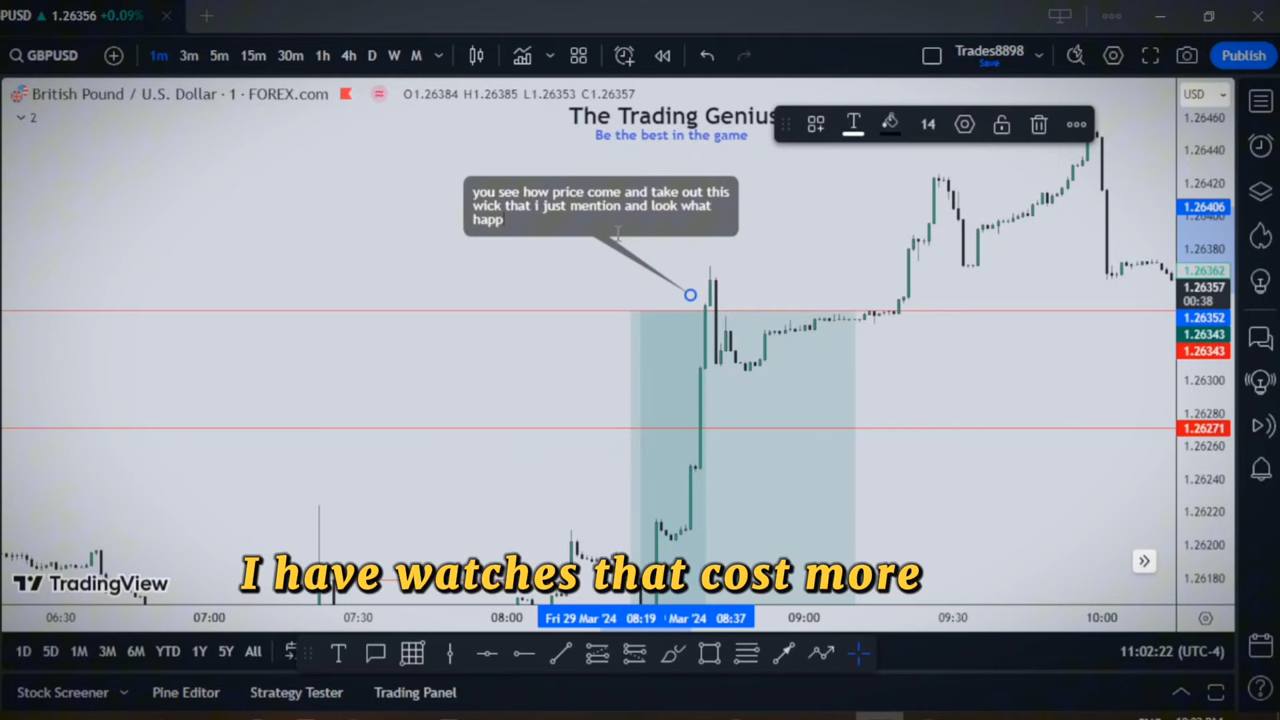 PUSD 1.26356 +0.09%
GBPUSD 1m 3m 5m 15m 30m 1h 4h D W M Trades8898 Save Publish
British Pound / U.S. Dollar · 1 · FOREX.com O1.26384 H1.26385 L1.26353 C1.26357 USD
2
The Trading Genius
Be the best in the game
14
you see how price come and take out this
wick that i just mention and look what
happ
1.26460
1.26440
1.26420
1.26406
1.26400
1.26380
1.26362
1.26357
00:38
1.26352
1.26343
1.26343
1.26300
1.26280
1.26271
1.26260
1.26240
1.26220
1.26200
1.26180
I have watches that cost more
TradingView
06:30 07:00 07:30 08:00 Fri 29 Mar '24 08:19 Mar '24 08:37 09:00 09:30 10:00
1D 5D 1M 3M 6M YTD 1Y 5Y All 11:02:22 (UTC-4)
Stock Screener Pine Editor Strategy Tester Trading Panel